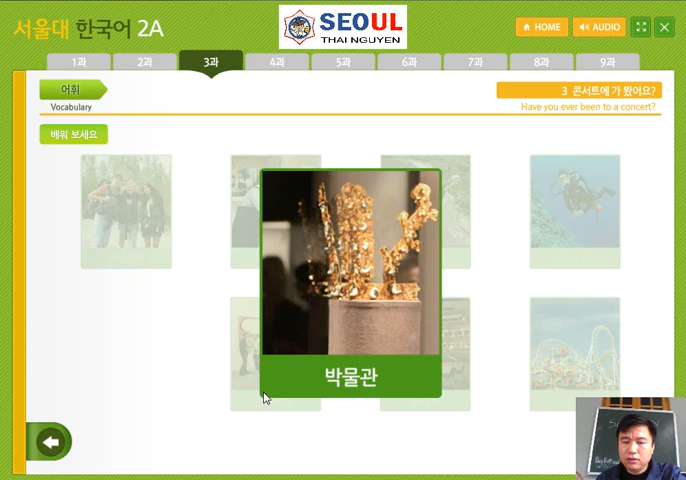 서울대 한국어 2A
SEOUL
THAI NGUYEN
HOME
AUDIO
1과
2과
3과
4과
5과
6과
7과
8과
9과
어휘
Vocabulary
3 콘서트에 가 봤어요?
Have you ever been to a concert?
배워 보세요
박물관